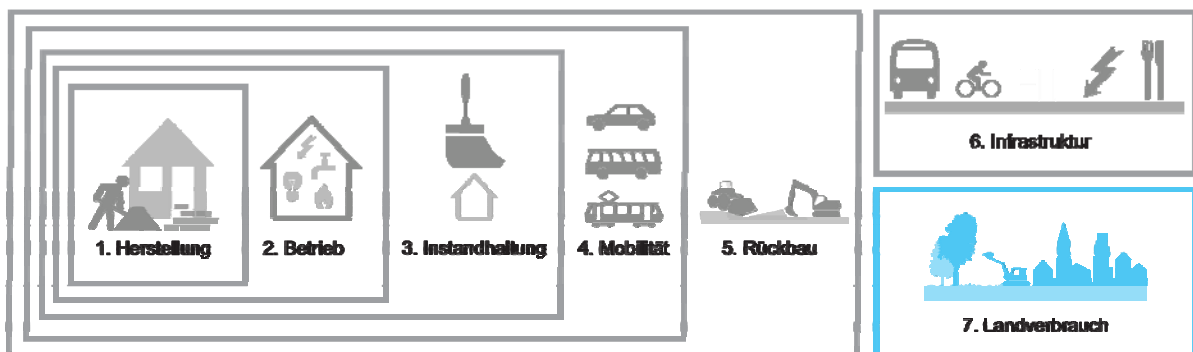 6. Infrastruktur
1. Herstellung
2. Betrieb
3. Instandhaltung
4. Mobilität
5. Rückbau
7. Landverbrauch